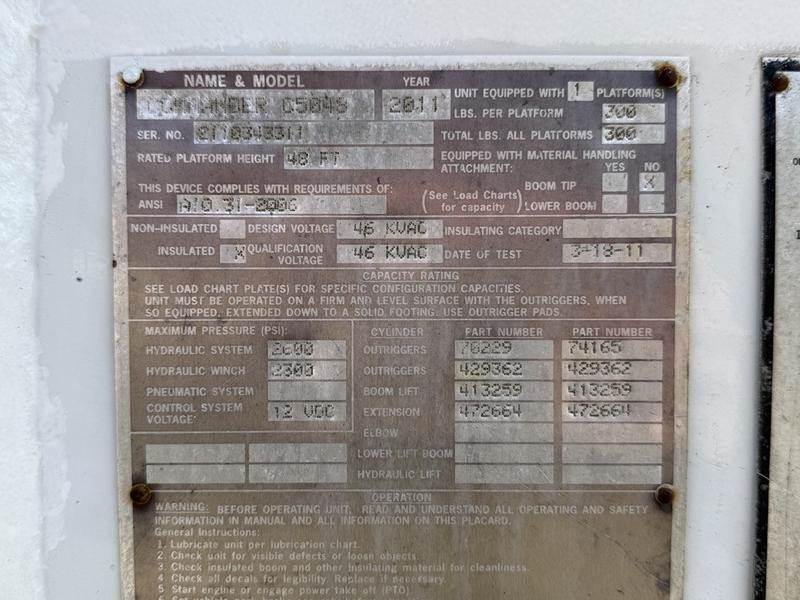 NAME & MODEL YEAR UNIT EQUIPPED WITH 1 PLATFORM(S)
C5048 2011 LBS. PER PLATFORM 300
SER. NO. TOTAL LBS. ALL PLATFORMS 300
RATED PLATFORM HEIGHT 48 FT EQUIPPED WITH MATERIAL HANDLING
ATTACHMENT: YES NO
THIS DEVICE COMPLIES WITH REQUIREMENTS OF: BOOM TIP X
ANSI (See Load Charts for capacity) LOWER BOOM
NON-INSULATED DESIGN VOLTAGE 46 KVAC INSULATING CATEGORY
INSULATED X QUALIFICATION VOLTAGE 46 KVAC DATE OF TEST 3-18-11
CAPACITY RATING
SEE LOAD CHART PLATE(S) FOR SPECIFIC CONFIGURATION CAPACITIES.
UNIT MUST BE OPERATED ON A FIRM AND LEVEL SURFACE WITH THE OUTRIGGERS, WHEN
SO EQUIPPED, EXTENDED DOWN TO A SOLID FOOTING. USE OUTRIGGER PADS.
MAXIMUM PRESSURE (PSI): CYLINDER PART NUMBER PART NUMBER
HYDRAULIC SYSTEM 2600 OUTRIGGERS 70229 74165
HYDRAULIC WINCH 2300 OUTRIGGERS 429362 429362
PNEUMATIC SYSTEM BOOM LIFT 413259 413259
CONTROL SYSTEM VOLTAGE: 12 VDC EXTENSION 472664 472664
ELBOW
LOWER LIFT BOOM
HYDRAULIC LIFT
OPERATION
WARNING: BEFORE OPERATING UNIT, READ AND UNDERSTAND ALL OPERATING AND SAFETY
INFORMATION IN MANUAL AND ALL INFORMATION ON THIS PLACARD.
General Instructions:
1. Lubricate unit per lubrication chart.
2. Check unit for visible defects or loose objects.
3. Check insulated boom and other insulating material for cleanliness.
4. Check all decals for legibility. Replace if necessary.
5. Start engine or engage power take off (PTO).